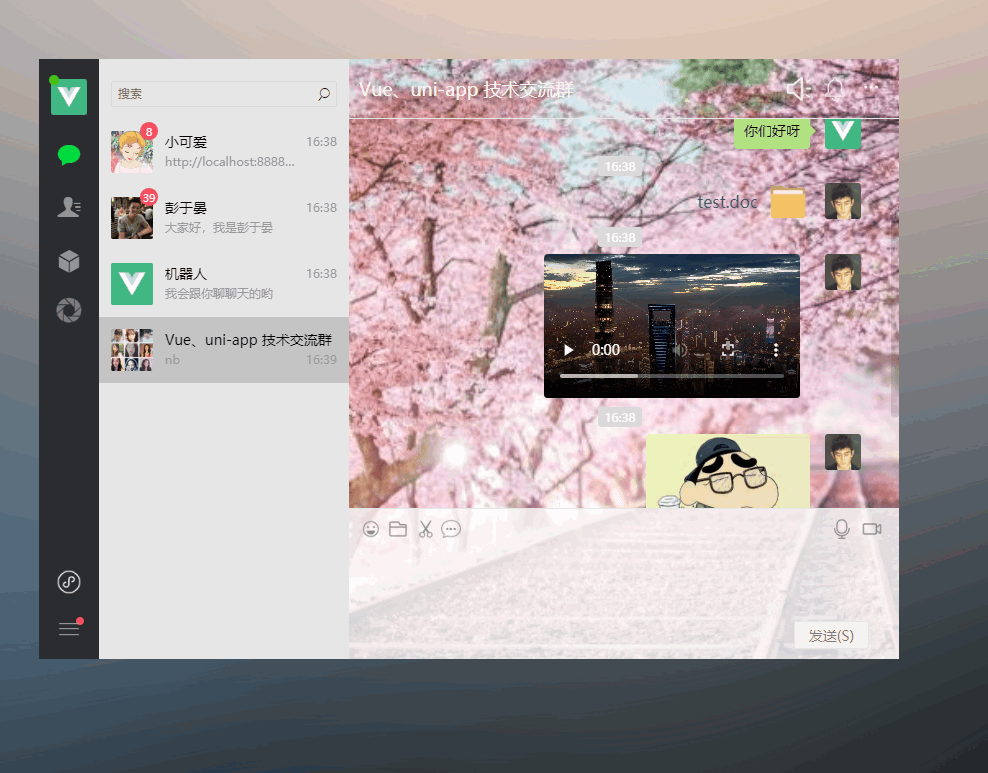 搜索
8
小可爱
16:38
http://localhost:8888...
39
彭于晏
16:38
大家好，我是彭于晏
机器人
16:38
我会跟你聊聊天的哟
Vue、uni-app 技术交流群
nb
16:39
Vue、uni-app 技术交流群
你们好呀
16:38
test.doc
16:38
0:00
16:38
发送(S)